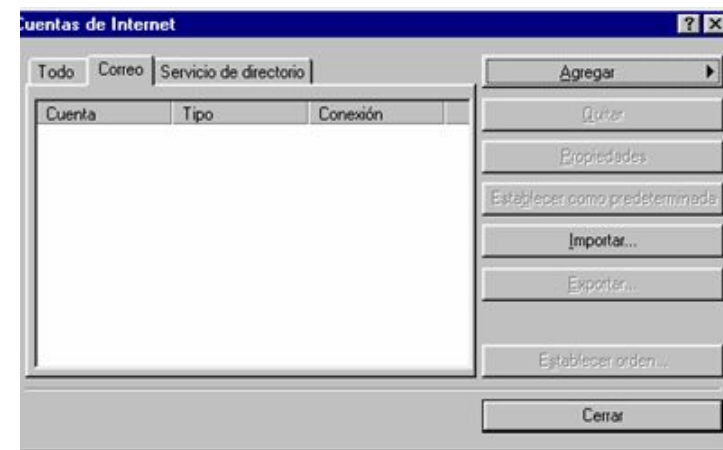 Cuentas de Internet
Todo
Correo
Servicio de directorio
Cuenta
Tipo
Conexión
Agregar
Quitar
Propiedades
Establecer como predeterminada
Importar...
Exportar...
Establecer orden...
Cerrar